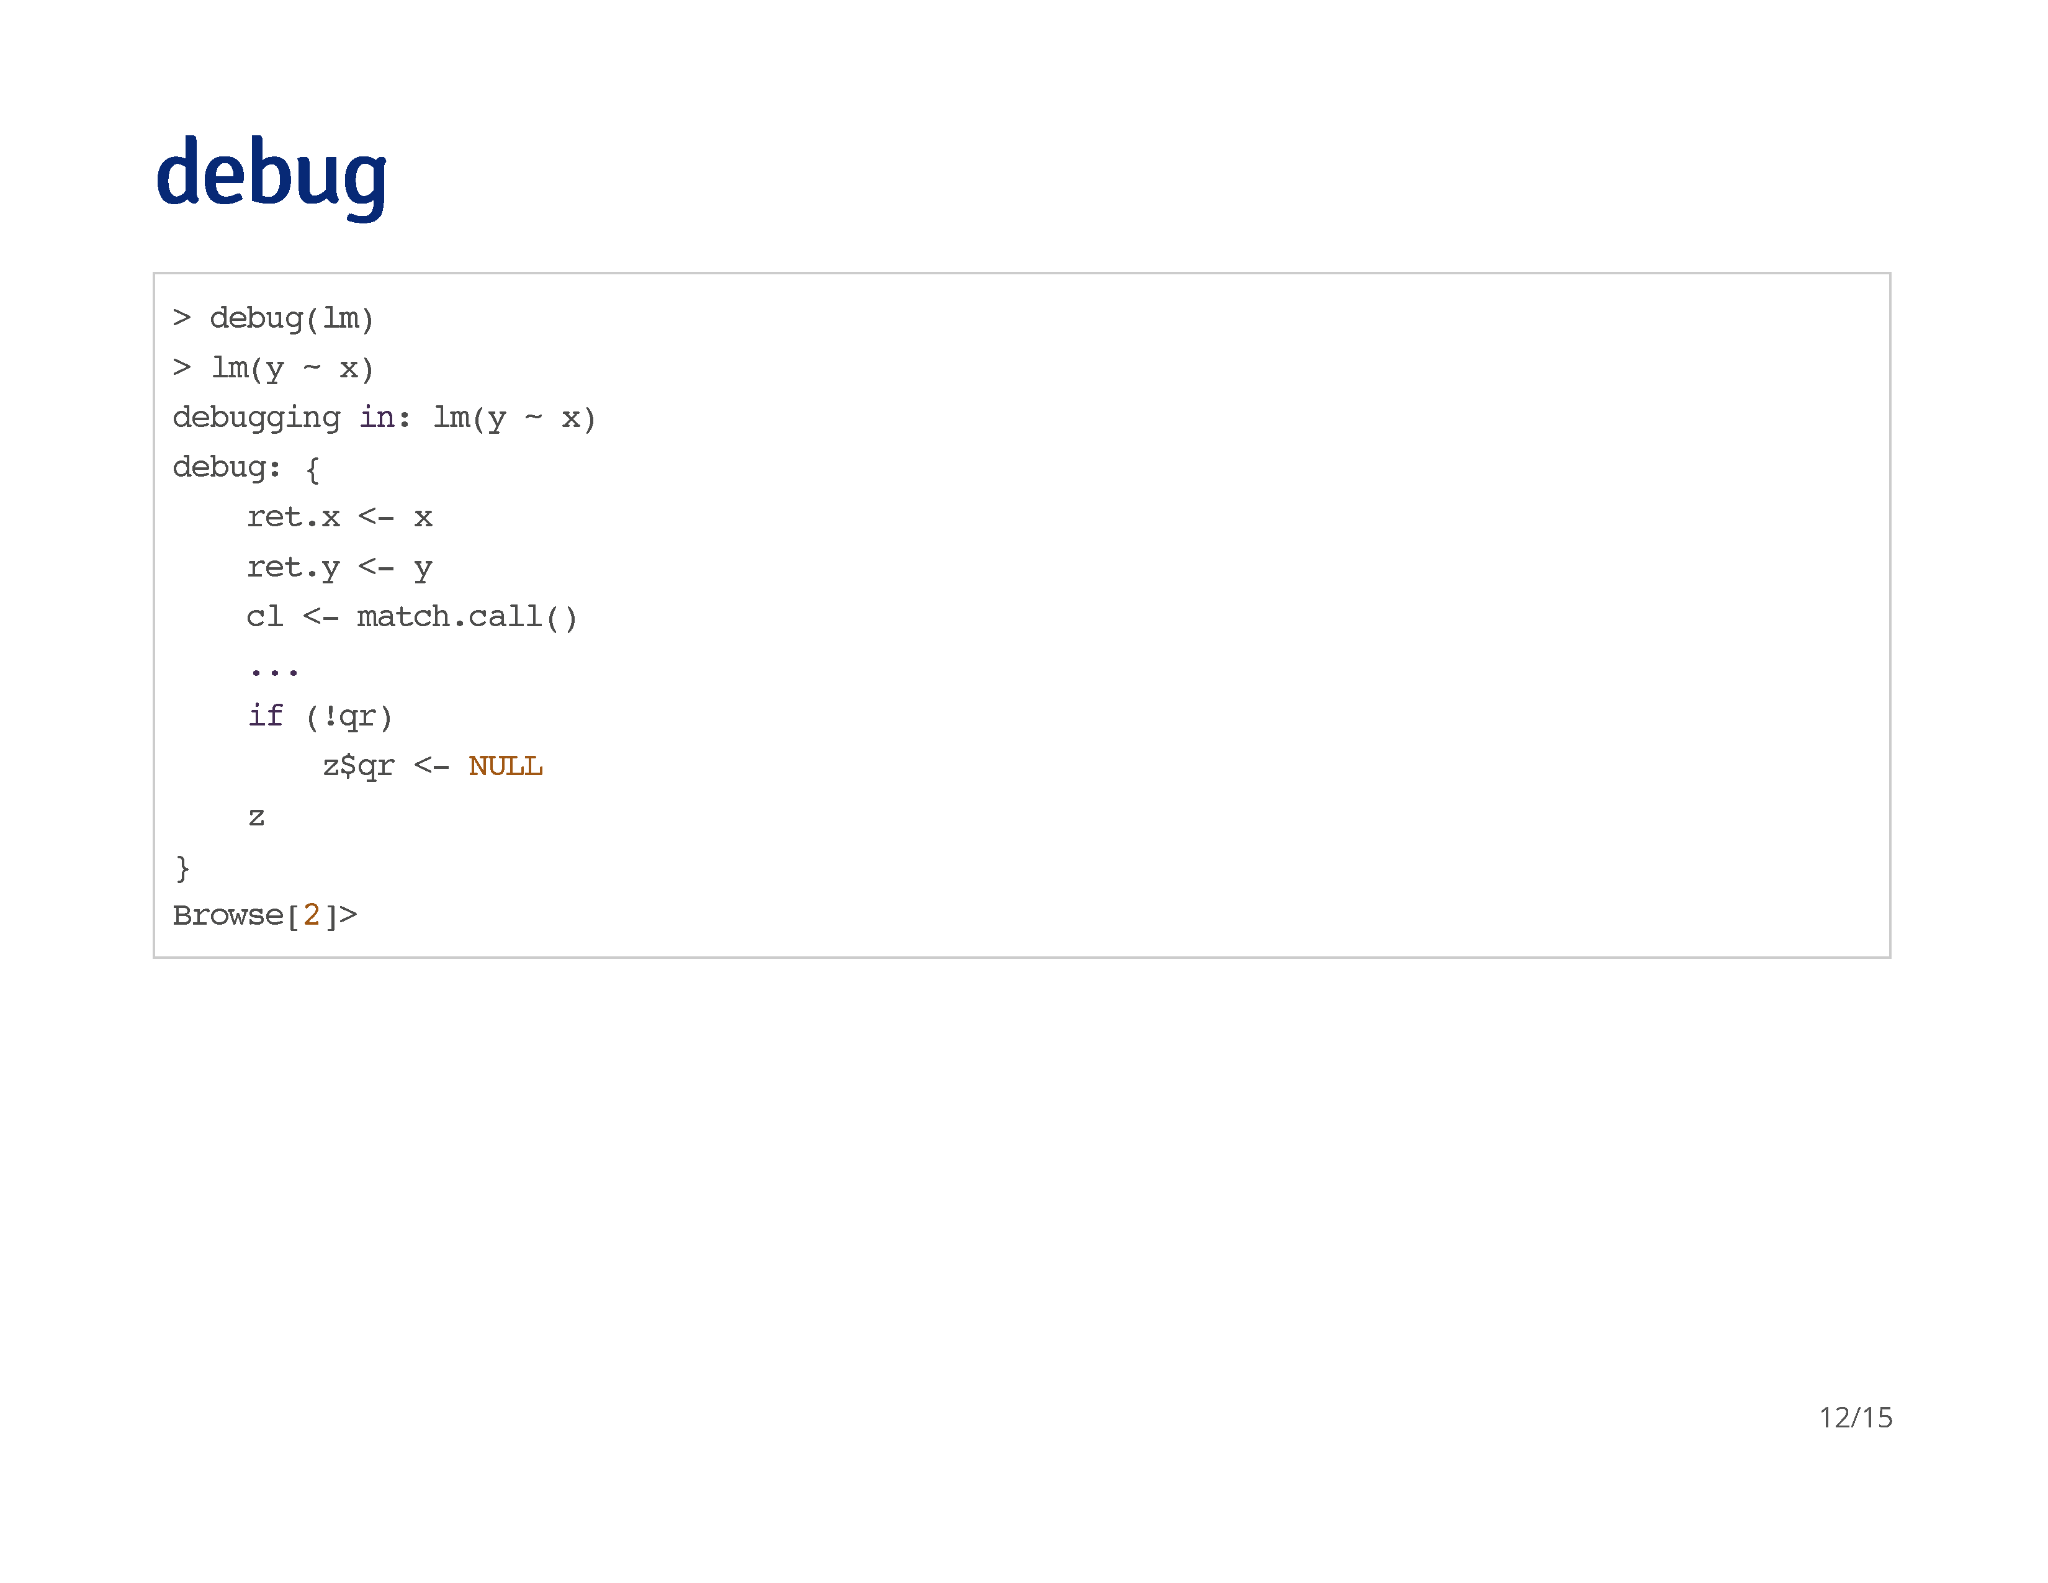 debug
> debug(lm)
> lm(y ~ x)
debugging in: lm(y ~ x)
debug: {
    ret.x <- x
    ret.y <- y
    cl <- match.call()
    ...
    if (!qr)
        z$qr <- NULL
    z
}
Browse[2]>
12/15